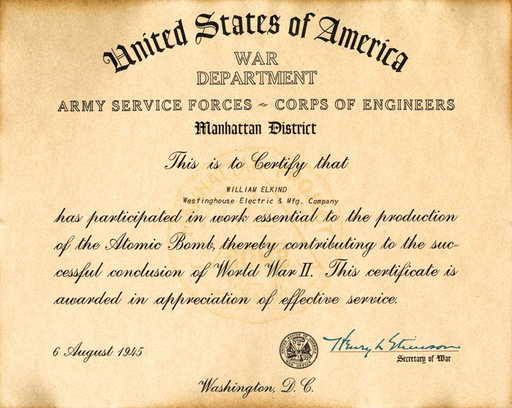 United States of America
WAR
DEPARTMENT
ARMY SERVICE FORCES ~ CORPS OF ENGINEERS
Manhattan District
This is to Certify that
WILLIAM ELKIND
Westinghouse Electric & Mfg. Company
has participated in work essential to the production
of the Atomic Bomb, thereby contributing to the suc-
cessful conclusion of World War II. This certificate is
awarded in appreciation of effective service.
6 August 1945
Henry L Stimson
Secretary of War
Washington, D. C.